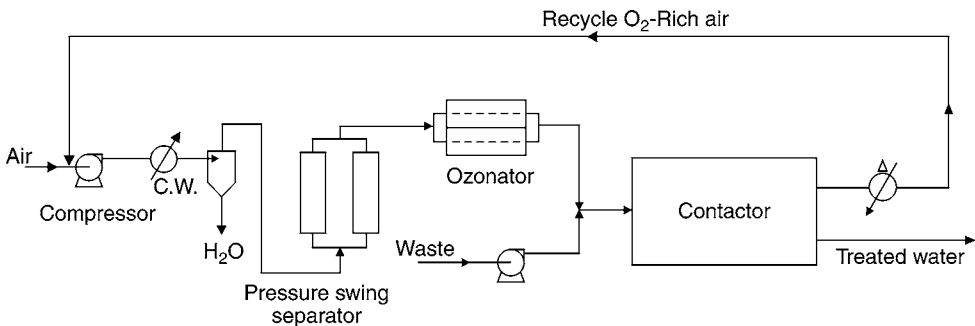 Recycle O₂-Rich air
Air
C.W.
Compressor
H₂O
Pressure swing
separator
Ozonator
Waste
Contactor
Δ
Treated water